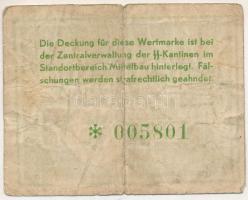 Die Deckung für diese Wertmarke ist bei
der Zentralverwaltung der SS-Kantinen im
Standortbereich Mittelbau hinterlegt. Fäl-
schungen werden strafrechtlich geahndet.
* 005801